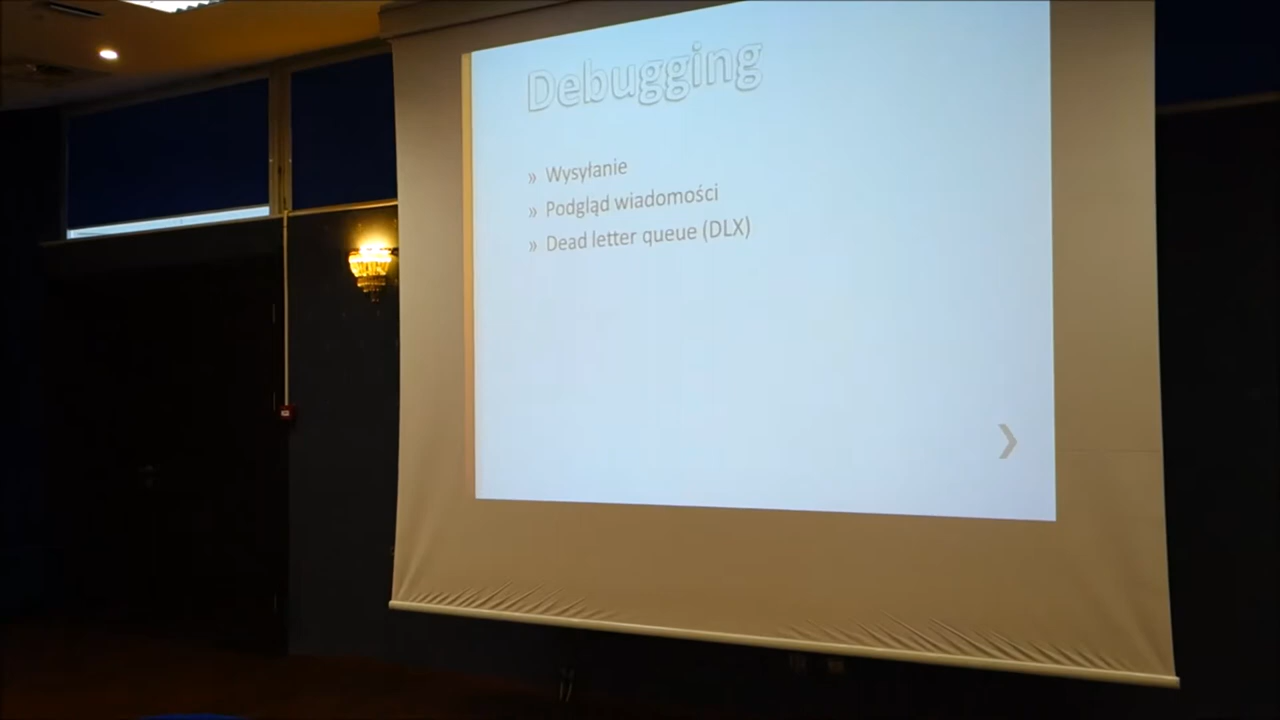 Debugging
» Wysyłanie
» Podgląd wiadomości
» Dead letter queue (DLX)